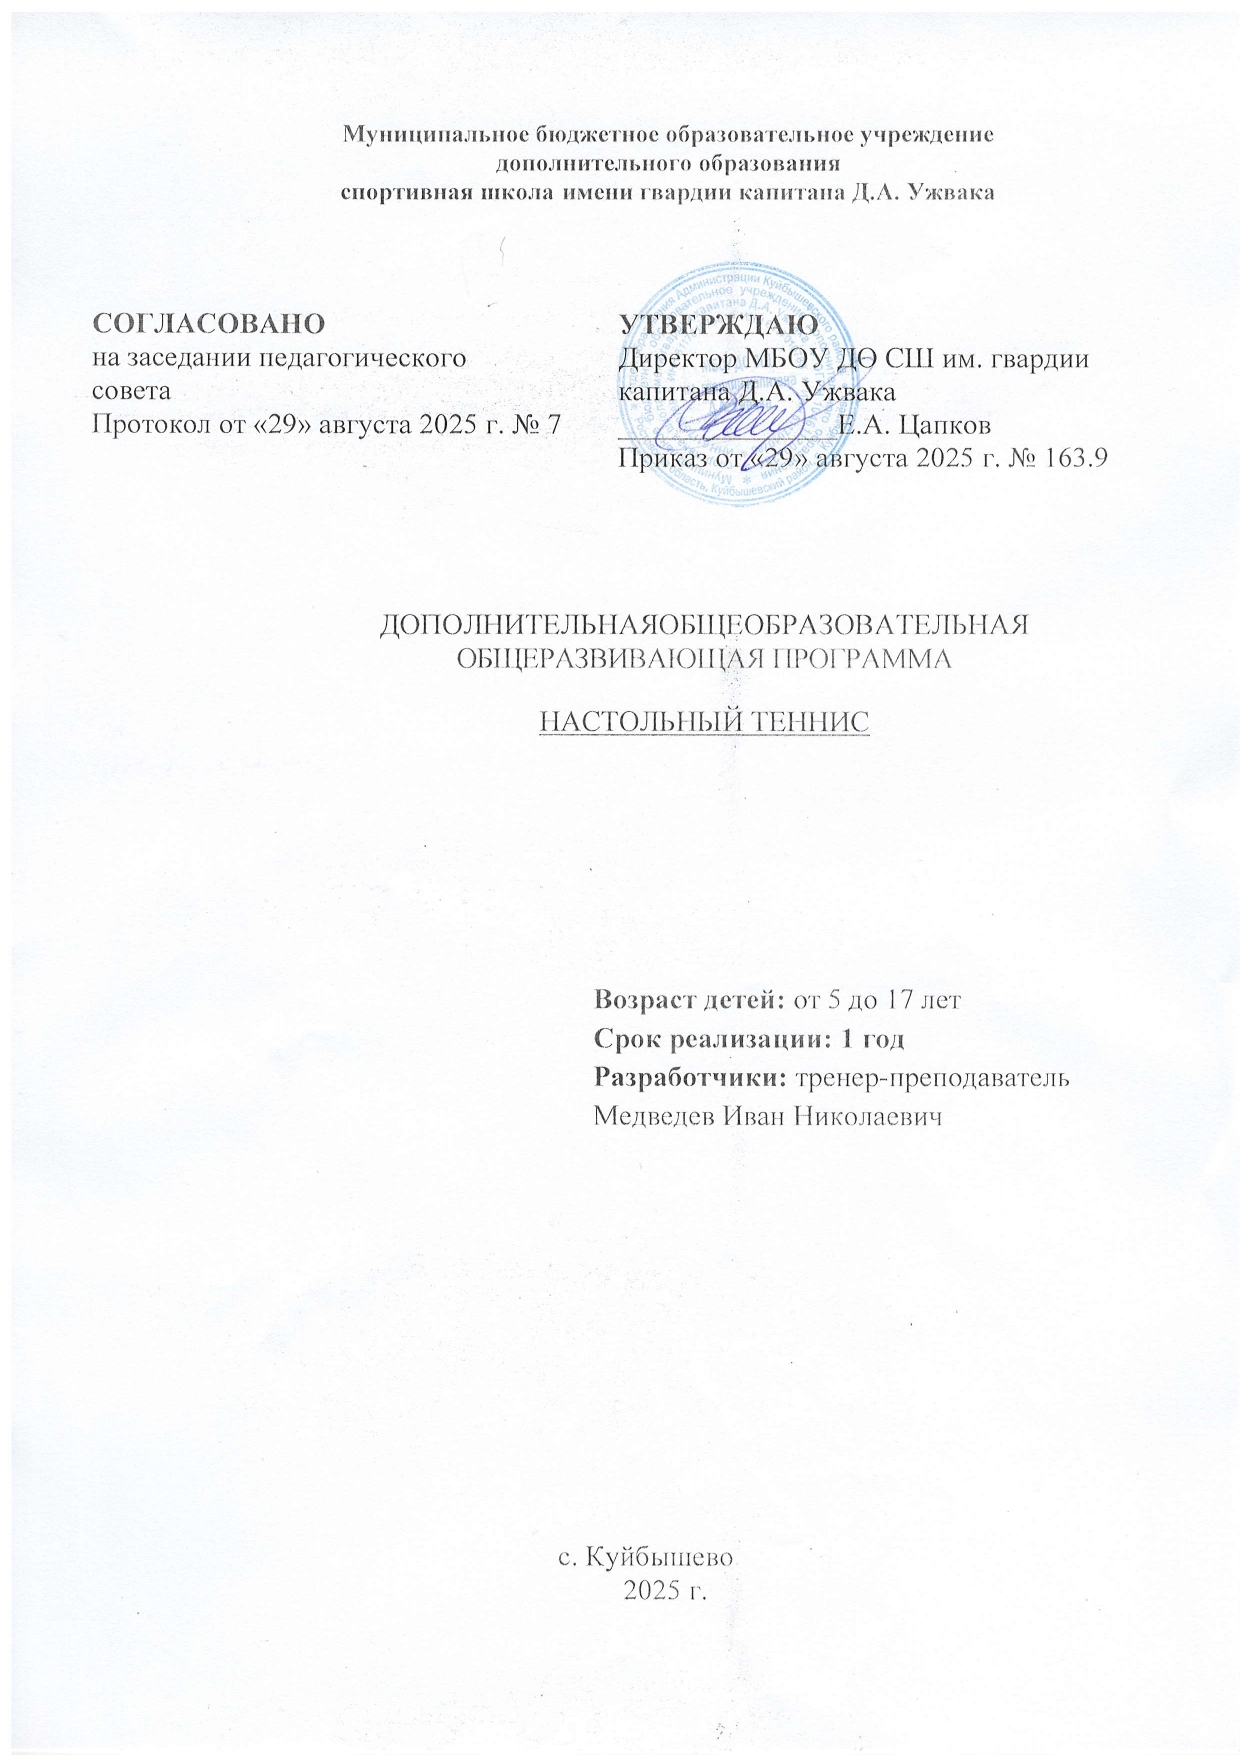 Муниципальное бюджетное образовательное учреждение
дополнительного образования
спортивная школа имени гвардии капитана Д.А. Ужвака
СОГЛАСОВАНО
на заседании педагогического
совета
Протокол от «29» августа 2025 г. № 7
УТВЕРЖДАЮ
Директор МБОУ ДО СШ им. гвардии
капитана Д.А. Ужвака
Е.А. Цапков
Приказ от «29» августа 2025 г. № 163.9
ДОПОЛНИТЕЛЬНАЯОБЩЕОБРАЗОВАТЕЛЬНАЯ
ОБЩЕРАЗВИВАЮЩАЯ ПРОГРАММА
НАСТОЛЬНЫЙ ТЕННИС
Возраст детей: от 5 до 17 лет
Срок реализации: 1 год
Разработчики: тренер-преподаватель
Медведев Иван Николаевич
с. Куйбышево
2025 г.